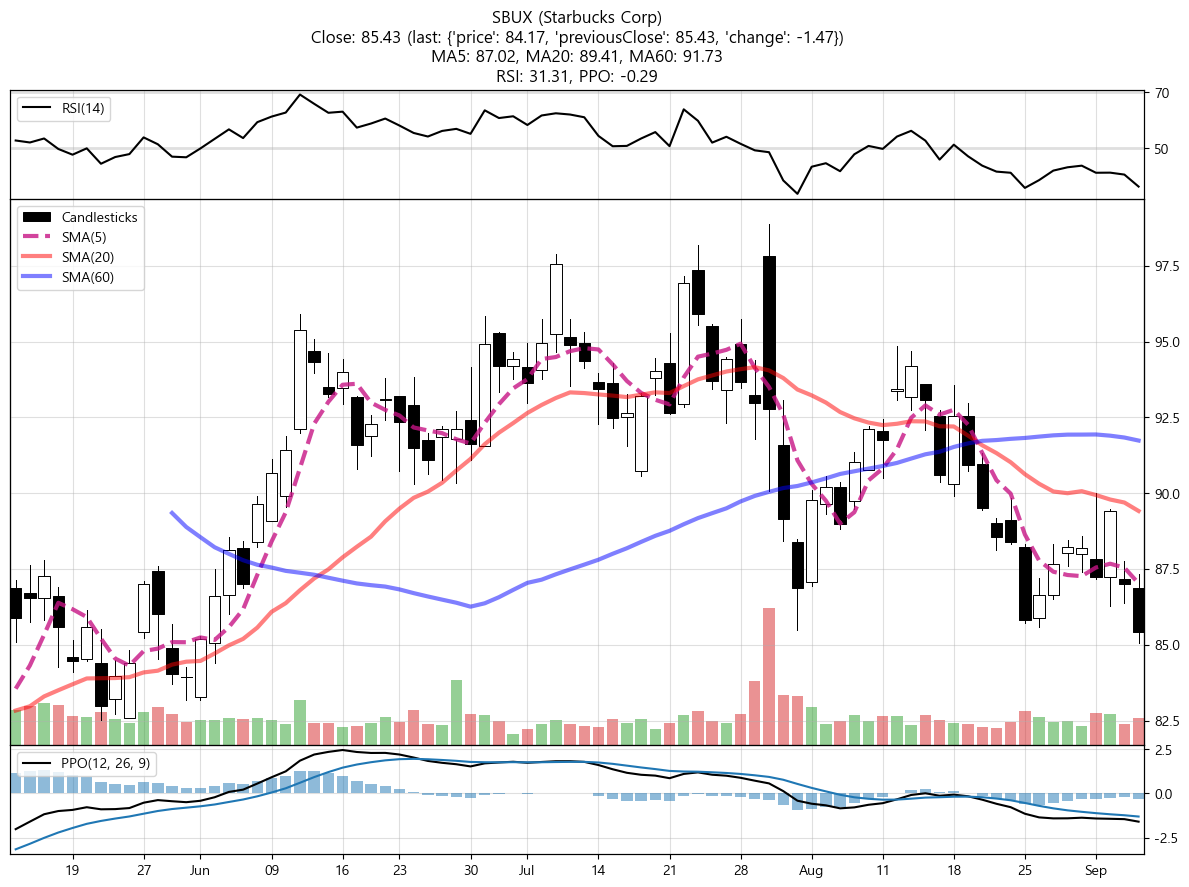 SBUX (Starbucks Corp)
Close: 85.43 (last: {'price': 84.17, 'previousClose': 85.43, 'change': -1.47})
MA5: 87.02, MA20: 89.41, MA60: 91.73
RSI: 31.31, PPO: -0.29
RSI(14)
70
50
Candlesticks
SMA(5)
SMA(20)
SMA(60)
97.5
95.0
92.5
90.0
87.5
85.0
82.5
PPO(12, 26, 9)
2.5
0.0
-2.5
19 27 Jun 09 16 23 30 Jul 14 21 28 Aug 11 18 25 Sep